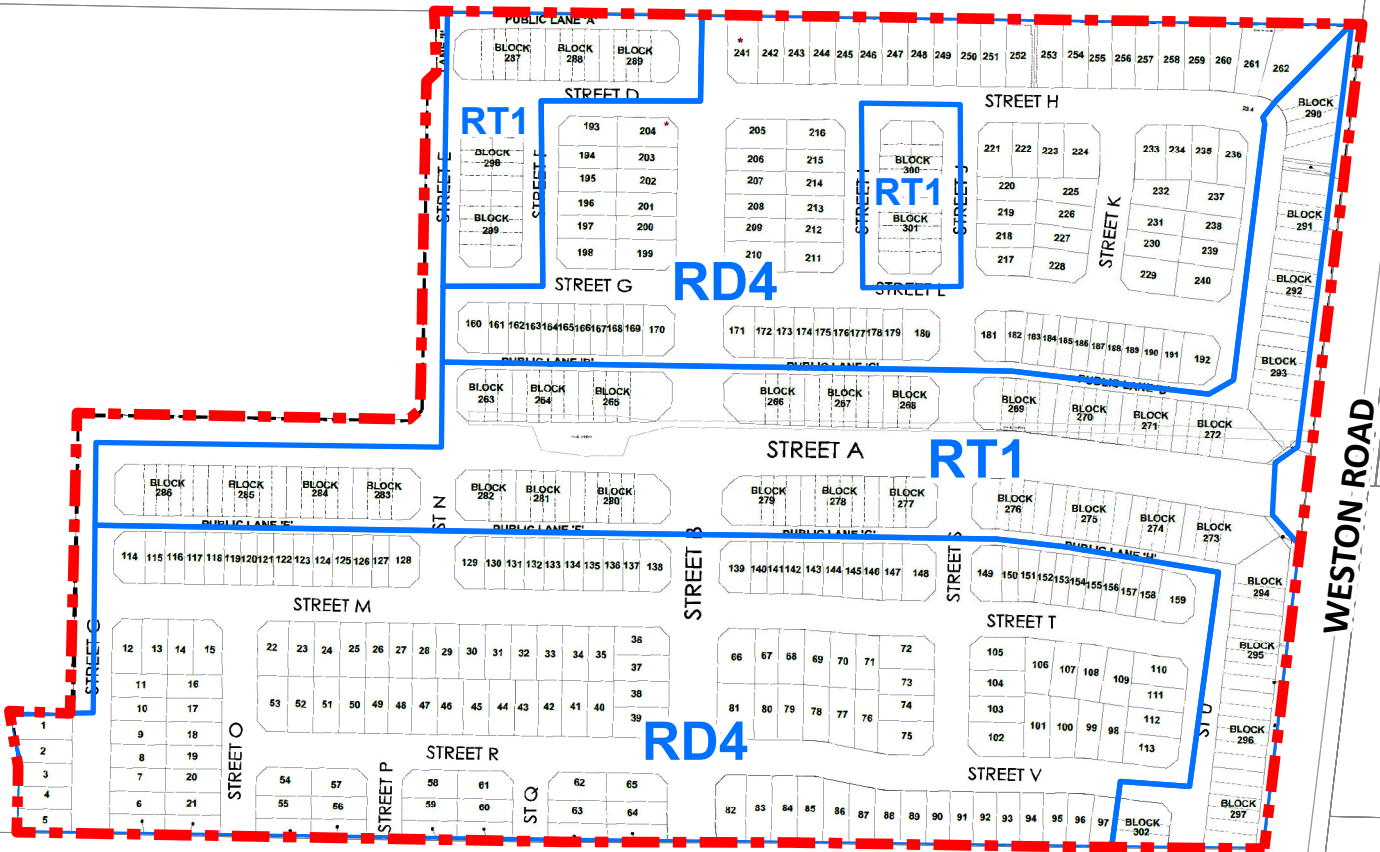 PUBLIC LANE 'A'
BLOCK 287 BLOCK 288 BLOCK 289
* 241 242 243 244 245 246 247 248 249 250 251 252 253 254 255 256 257 258 259 260 261 262
STREET D
STREET H
BLOCK 290
RT1
193 204 *
194 203
195 202
196 201
197 200
198 199
205 216
206 215
207 214
208 213
209 212
210 211
BLOCK 298
BLOCK 299
STREET E
STREET F
STREET I
BLOCK 300
RT1
BLOCK 301
STREET J
221 222 223 224
220 225
219 226
218 227
217 228
STREET K
233 234 235 236
232 237
231 238
230 239
229 240
BLOCK 291
BLOCK 292
BLOCK 293
STREET G
RD4
STREET L
160 161 162 163 164 165 166 167 168 169 170
171 172 173 174 175 176 177 178 179 180
181 182 183 184 185 186 187 188 189 190 191 192
PUBLIC LANE 'B'
PUBLIC LANE 'C'
PUBLIC LANE 'D'
BLOCK 263 BLOCK 264 BLOCK 265
BLOCK 266 BLOCK 267 BLOCK 268
BLOCK 269 BLOCK 270 BLOCK 271 BLOCK 272
STREET A
RT1
WESTON ROAD
BLOCK 286 BLOCK 285 BLOCK 284 BLOCK 283
ST N
BLOCK 282 BLOCK 281 BLOCK 280
BLOCK 279 BLOCK 278 BLOCK 277
BLOCK 276 BLOCK 275 BLOCK 274 BLOCK 273
PUBLIC LANE 'E'
PUBLIC LANE 'F'
PUBLIC LANE 'G'
PUBLIC LANE 'H'
114 115 116 117 118 119 120 121 122 123 124 125 126 127 128
129 130 131 132 133 134 135 136 137 138
STREET B
139 140 141 142 143 144 145 146 147 148
STREET S
149 150 151 152 153 154 155 156 157 158 159
BLOCK 294
STREET M
STREET T
STREET C
12 13 14 15
11 16
10 17
9 18
8 19
7 20
6 21
1
2
3
4
5
STREET O
22 23 24 25 26 27 28 29 30 31 32 33 34 35 36
37
38
53 52 51 50 49 48 47 46 45 44 43 42 41 40 39
66 67 68 69 70 71 72
73
74
81 80 79 78 77 76 75
105 106 107 108 109 110
104 111
103 112
102 101 100 99 98 113
BLOCK 295
ST U
BLOCK 296
BLOCK 297
RD4
STREET R
STREET V
54 57
55 56
STREET P
58 61
59 60
ST Q
62 65
63 64
82 83 84 85 86 87 88 89 90 91 92 93 94 95 96 97
BLOCK 302